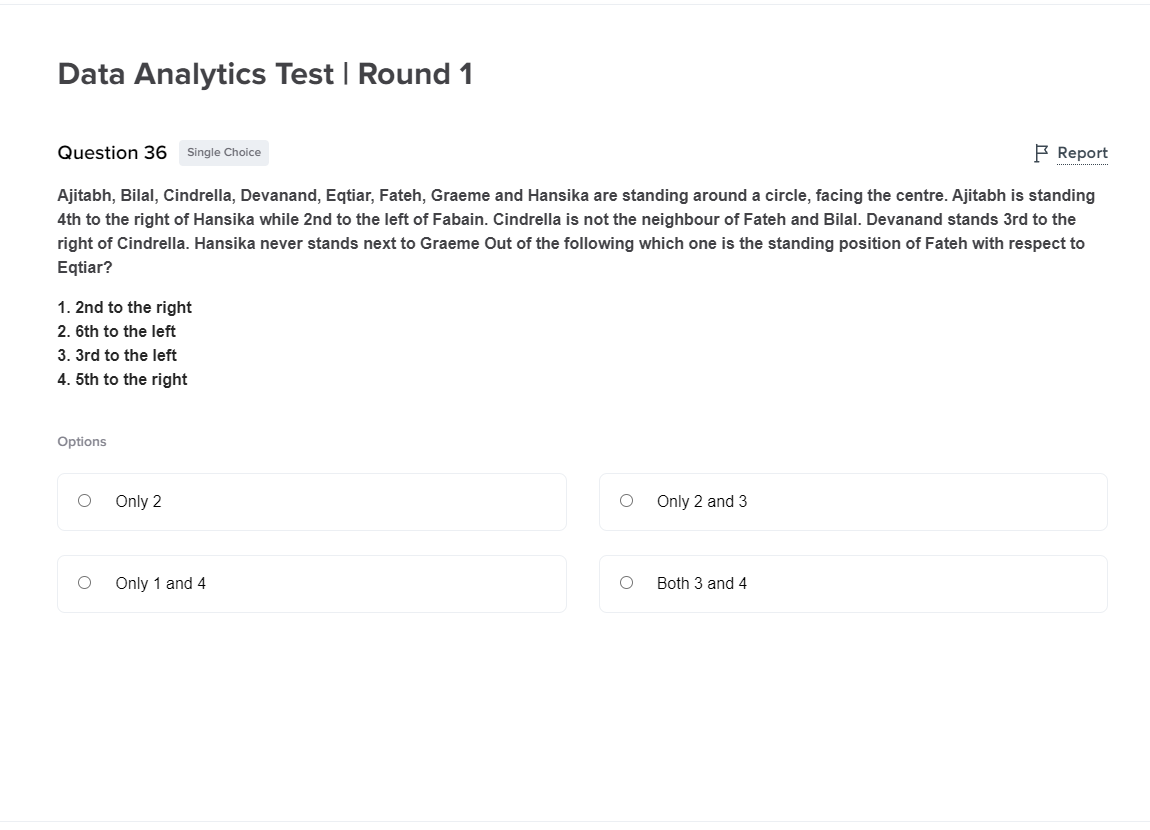 Data Analytics Test | Round 1
Question 36 Single Choice Report
Ajitabh, Bilal, Cindrella, Devanand, Eqtiar, Fateh, Graeme and Hansika are standing around a circle, facing the centre. Ajitabh is standing
4th to the right of Hansika while 2nd to the left of Fabain. Cindrella is not the neighbour of Fateh and Bilal. Devanand stands 3rd to the
right of Cindrella. Hansika never stands next to Graeme Out of the following which one is the standing position of Fateh with respect to
Eqtiar?
1. 2nd to the right
2. 6th to the left
3. 3rd to the left
4. 5th to the right
Options
Only 2
Only 2 and 3
Only 1 and 4
Both 3 and 4